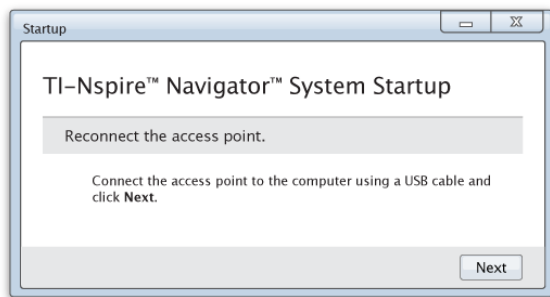 Startup
TI-Nspire™ Navigator™ System Startup
Reconnect the access point.
Connect the access point to the computer using a USB cable and
click Next.
Next